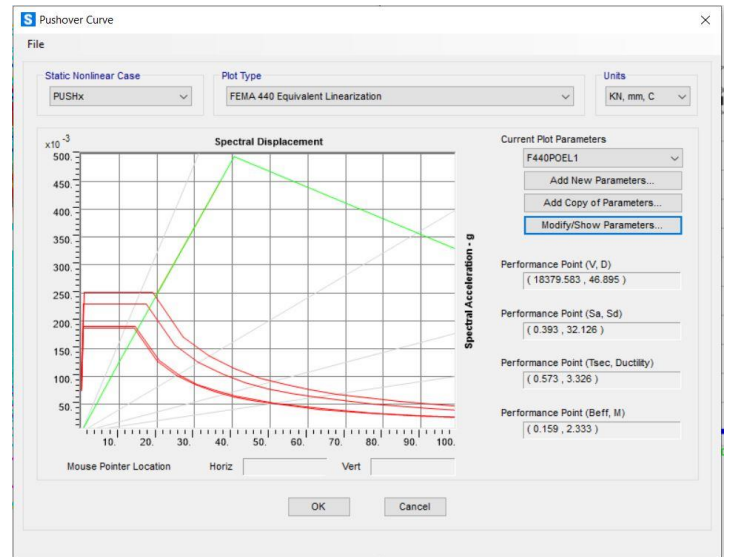 S Pushover Curve
File
Static Nonlinear Case
PUSHx
Plot Type
FEMA 440 Equivalent Linearization
Units
KN, mm, C
x10 -3
Spectral Displacement
500.
450.
400.
350.
300.
250.
200.
150.
100.
50.
10. 20. 30. 40. 50. 60. 70. 80. 90. 100.
Spectral Acceleration - g
Mouse Pointer Location Horiz Vert
Current Plot Parameters
F440POEL1
Add New Parameters...
Add Copy of Parameters...
Modify/Show Parameters...
Performance Point (V, D)
( 18379.583 , 46.895 )
Performance Point (Sa, Sd)
( 0.393 , 32.126 )
Performance Point (Tsec, Ductility)
( 0.573 , 3.326 )
Performance Point (Beff, M)
( 0.159 , 2.333 )
OK Cancel